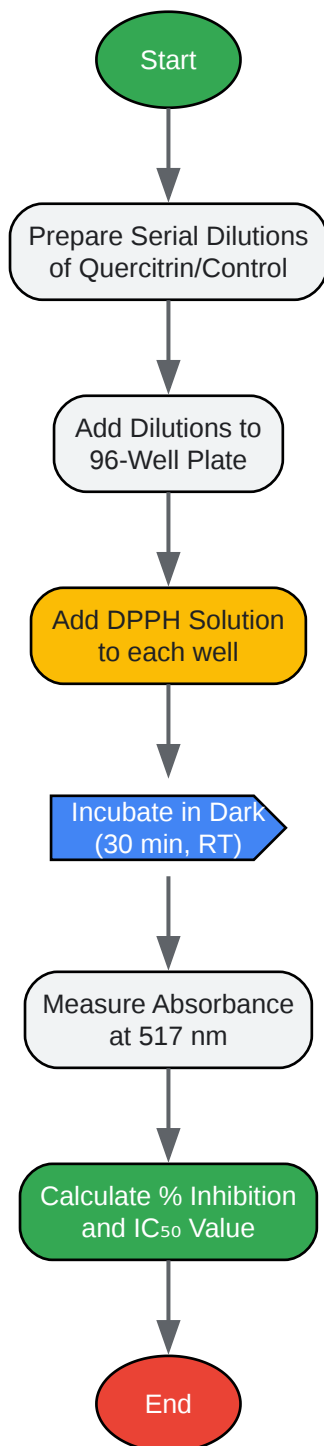 Start
Prepare Serial Dilutions
of Quercitrin/Control
Add Dilutions to
96-Well Plate
Add DPPH Solution
to each well
Incubate in Dark
(30 min, RT)
Measure Absorbance
at 517 nm
Calculate % Inhibition
and IC₅₀ Value
End